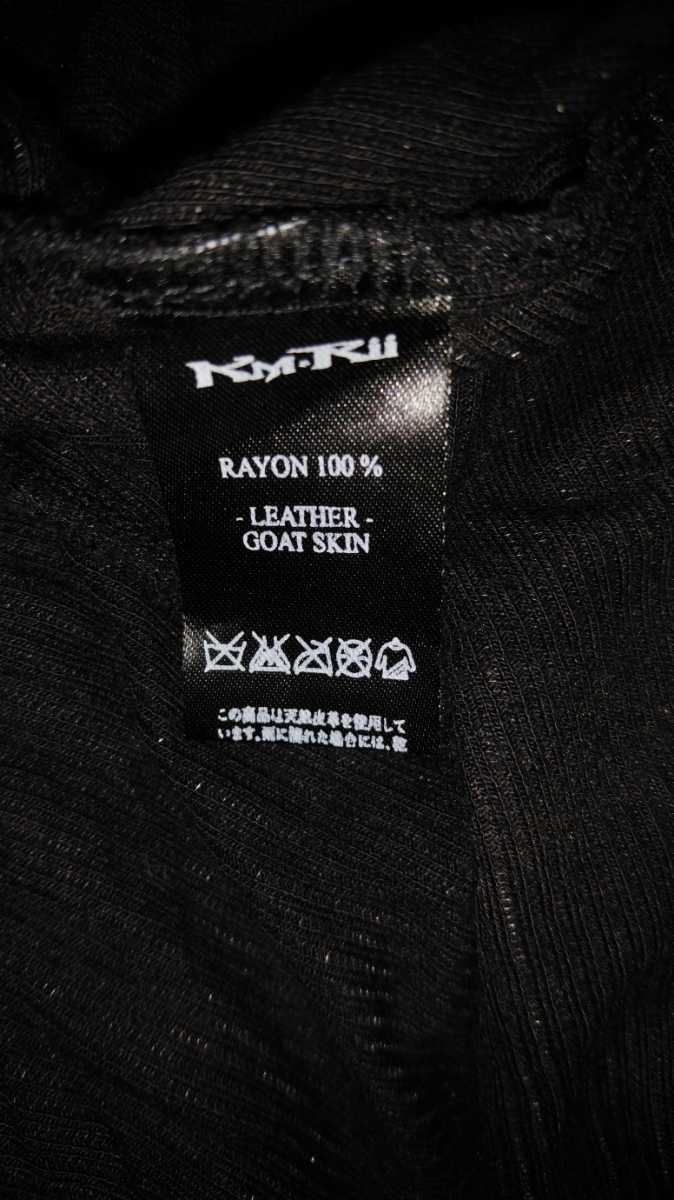 KMRii
RAYON 100 %
- LEATHER -
GOAT SKIN
この商品は天然皮革を使用して
います。雨に濡れた場合には、乾